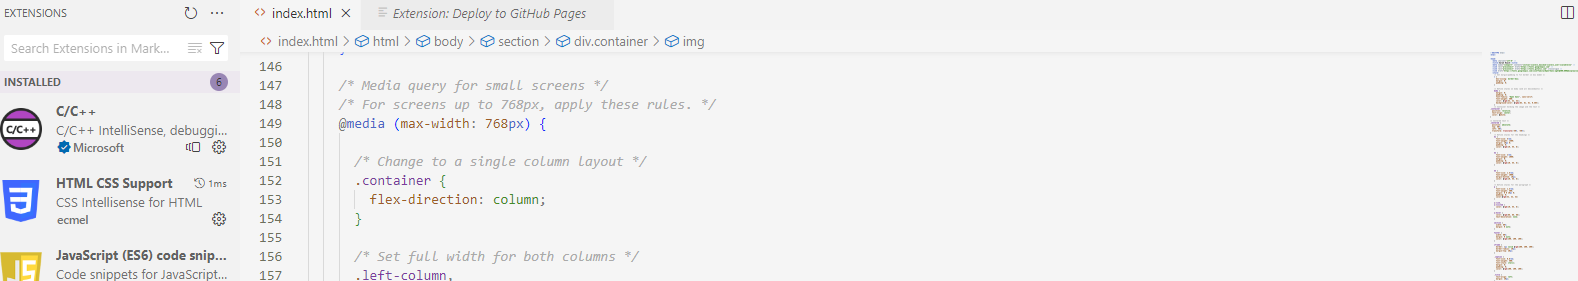 EXTENSIONS
Search Extensions in Mark...
INSTALLED 6
C/C++
C/C++
C/C++ IntelliSense, debuggi...
Microsoft
HTML CSS Support 1ms
CSS Intellisense for HTML
ecmel
JS
JavaScript (ES6) code snip...
Code snippets for JavaScript...
index.html Extension: Deploy to GitHub Pages
index.html > html > body > section > div.container > img
146
147 /* Media query for small screens */
148 /* For screens up to 768px, apply these rules. */
149 @media (max-width: 768px) {
150
151 /* Change to a single column layout */
152 .container {
153 flex-direction: column;
154 }
155
156 /* Set full width for both columns */
157 .left-column,